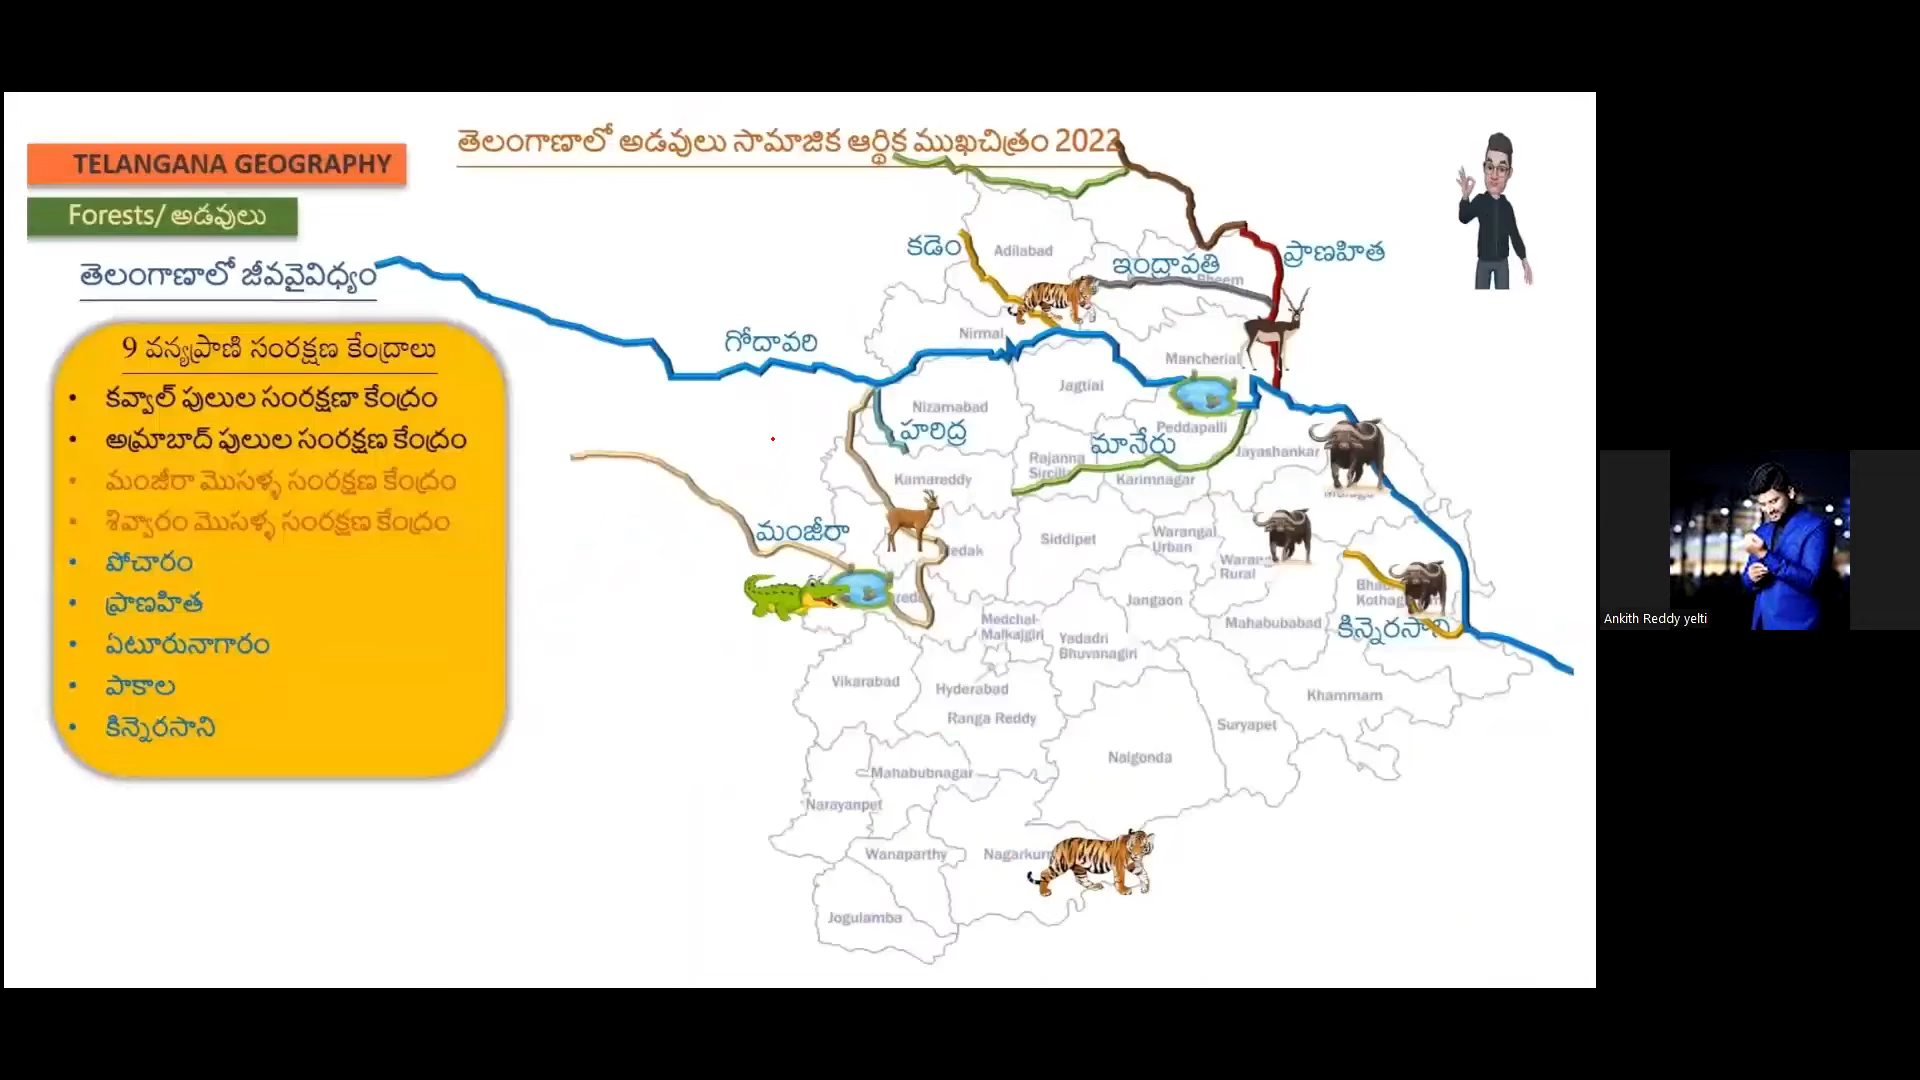 తెలంగాణాలో అడవులు సామాజిక ఆర్థిక ముఖచిత్రం 2022
TELANGANA GEOGRAPHY
Forests/ అడవులు
తెలంగాణాలో జీవవైవిధ్యం
9 వన్యప్రాణి సంరక్షణ కేంద్రాలు
• కవ్వాల్ పులుల సంరక్షణా కేంద్రం
• అమ్రాబాద్ పులుల సంరక్షణ కేంద్రం
• మంజీరా మొసళ్ళ సంరక్షణ కేంద్రం
• శివ్వారం మొసళ్ళ సంరక్షణ కేంద్రం
• పోచారం
• ప్రాణహిత
• ఏటూరునాగారం
• పాకాల
• కిన్నెరసాని
కడెం
Adilabad
ఇంద్రావతి
ప్రాణహిత
గోదావరి
Nirmal
Mancherial
Jagtial
Nizamabad
హరిద్ర
Peddapalli
మానేరు
Jayashankar
Rajanna
Kamareddy
Karimnagar
మంజీరా
Siddipet
Warangal
Urban
Rural
Jangaon
Kothag
Medchal-
Malkajgiri
Yadadri
Bhuvanagiri
Mahabubabad
కిన్నెరసాని
Vikarabad
Hyderabad
Ranga Reddy
Khammam
Suryapet
Nalgonda
Mahabubnagar
Narayanpet
Wanaparthy
Nagarkur
Jogulamba
Ankith Reddy yelti